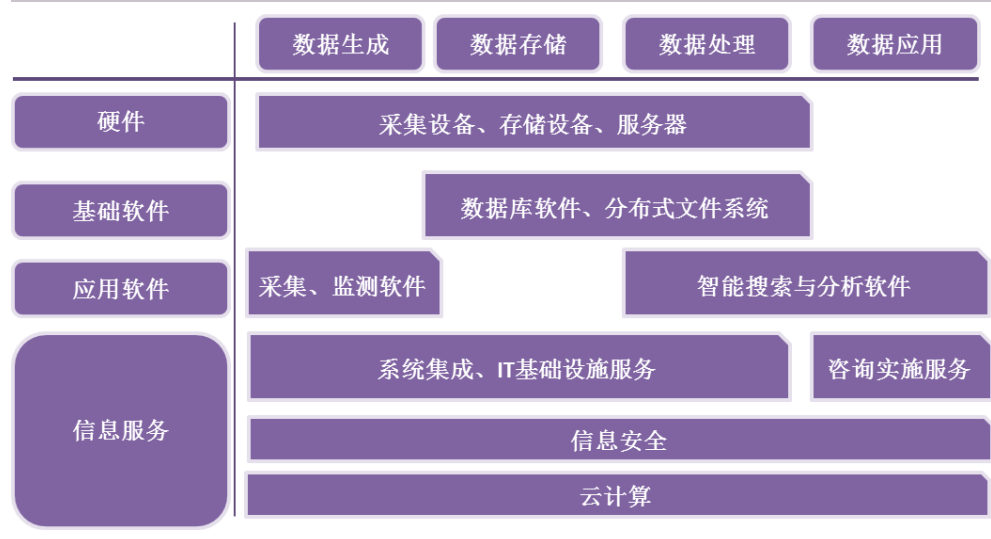 数据生成
数据存储
数据处理
数据应用
硬件
采集设备、存储设备、服务器
基础软件
数据库软件、分布式文件系统
应用软件
采集、监测软件
智能搜索与分析软件
信息服务
系统集成、IT基础设施服务
咨询实施服务
信息安全
云计算